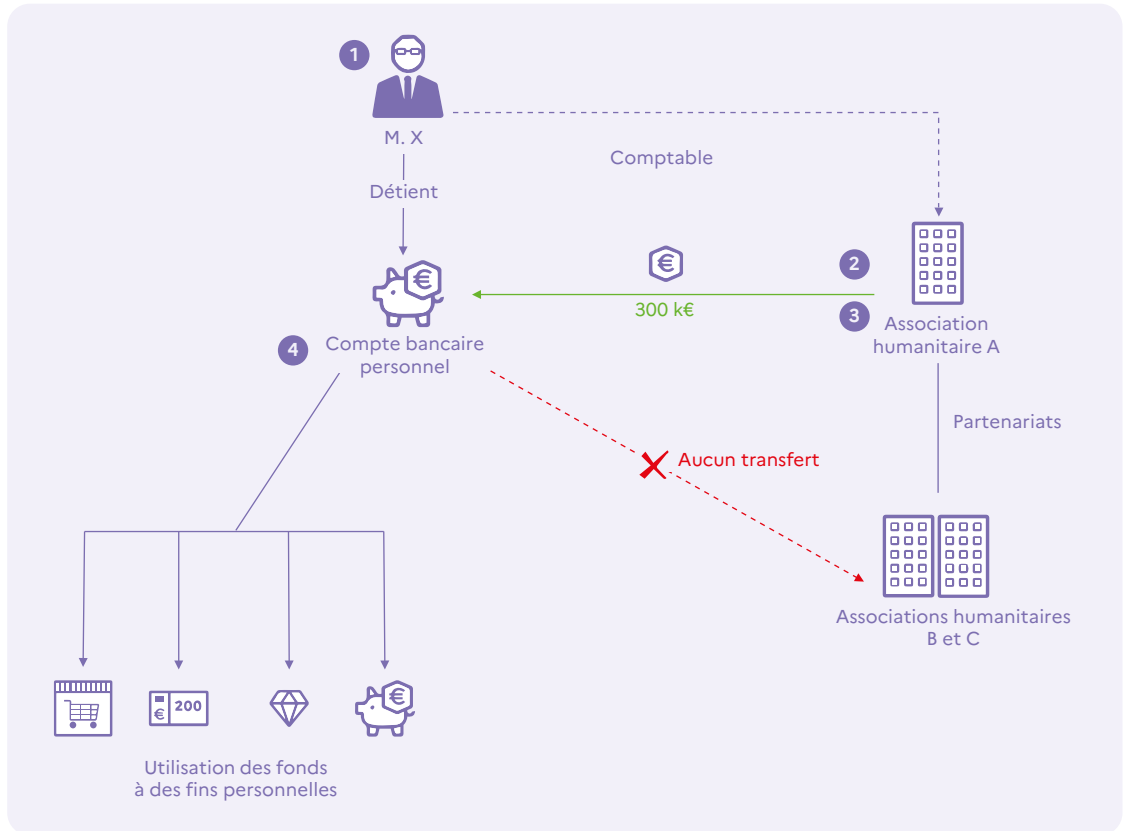 1
M. X
Comptable
Détient
€
€
2
300 k€
3
Association
humanitaire A
4
Compte bancaire
personnel
Partenariats
Aucun transfert
Associations humanitaires
B et C
€ 200
€
Utilisation des fonds
à des fins personnelles